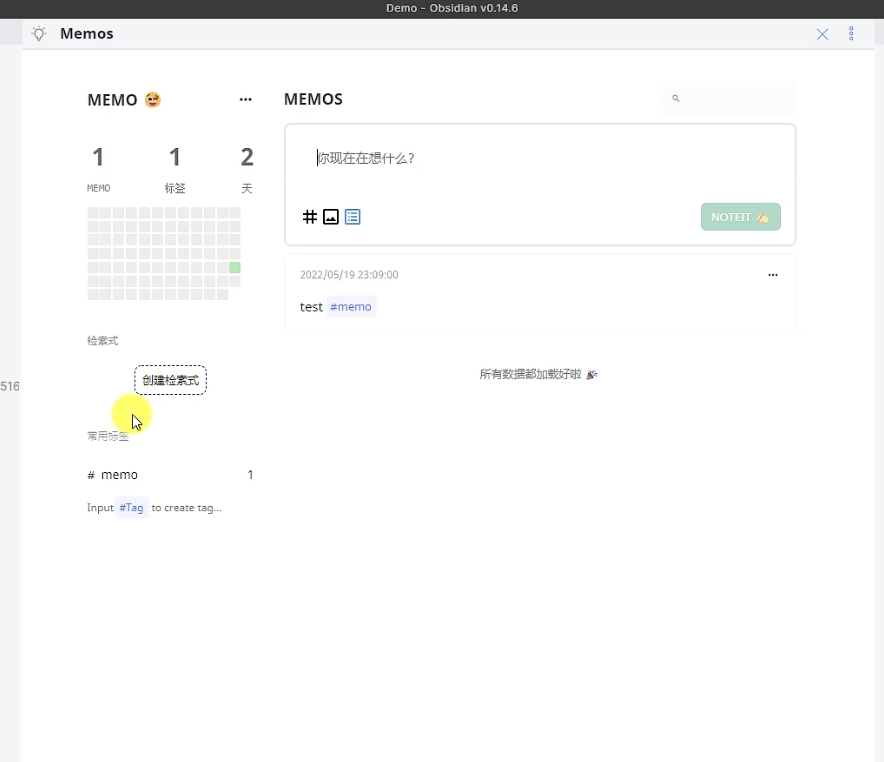 Demo - Obsidian v0.14.6
Memos
MEMO
1 1 2
MEMO 标签 天
检索式
创建检索式
常用标签
# memo 1
Input #Tag to create tag...
MEMOS
你现在在想什么?
NOTEIT
2022/05/19 23:09:00
test #memo
所有数据都加载好啦
516